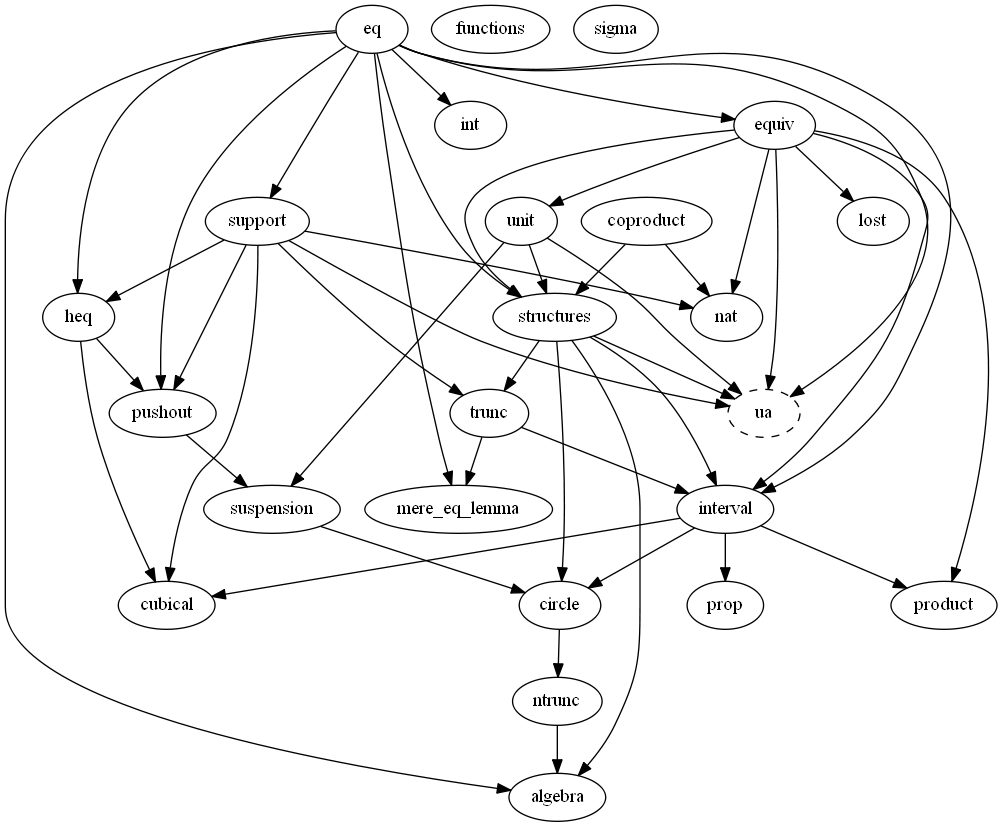 eq
functions
sigma
int
equiv
support
unit
coproduct
lost
heq
structures
nat
pushout
trunc
ua
suspension
mere_eq_lemma
interval
cubical
circle
prop
product
ntrunc
algebra